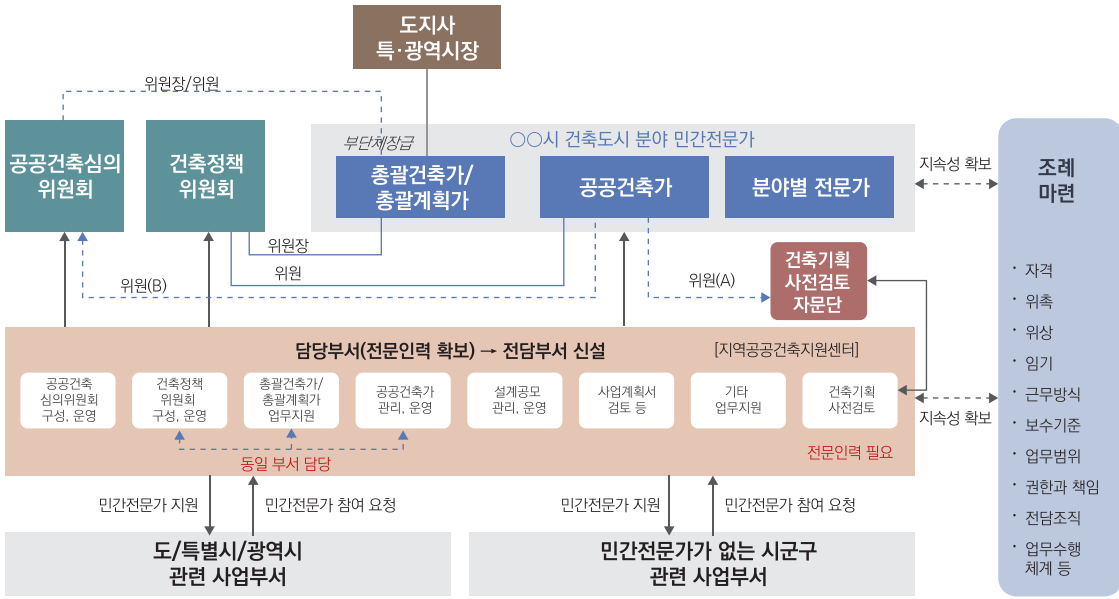 도지사
특·광역시장
위원장/위원
공공건축심의
위원회
건축정책
위원회
부단체장급
○○시 건축도시 분야 민간전문가
총괄건축가/
총괄계획가
공공건축가
분야별 전문가
지속성 확보
조례
마련
위원장
위원
위원(B)
위원(A)
건축기획
사전검토
자문단
· 자격
· 위촉
· 위상
· 임기
· 근무방식
· 보수기준
· 업무범위
· 권한과 책임
· 전담조직
· 업무수행
체계 등
담당부서(전문인력 확보) → 전담부서 신설
[지역공공건축지원센터]
공공건축
심의위원회
구성, 운영
건축정책
위원회
구성, 운영
총괄건축가/
총괄계획가
업무지원
공공건축가
관리, 운영
설계공모
관리, 운영
사업계획서
검토 등
기타
업무지원
건축기획
사전검토
지속성 확보
동일 부서 담당
전문인력 필요
민간전문가 지원
민간전문가 참여 요청
민간전문가 지원
민간전문가 참여 요청
도/특별시/광역시
관련 사업부서
민간전문가가 없는 시군구
관련 사업부서